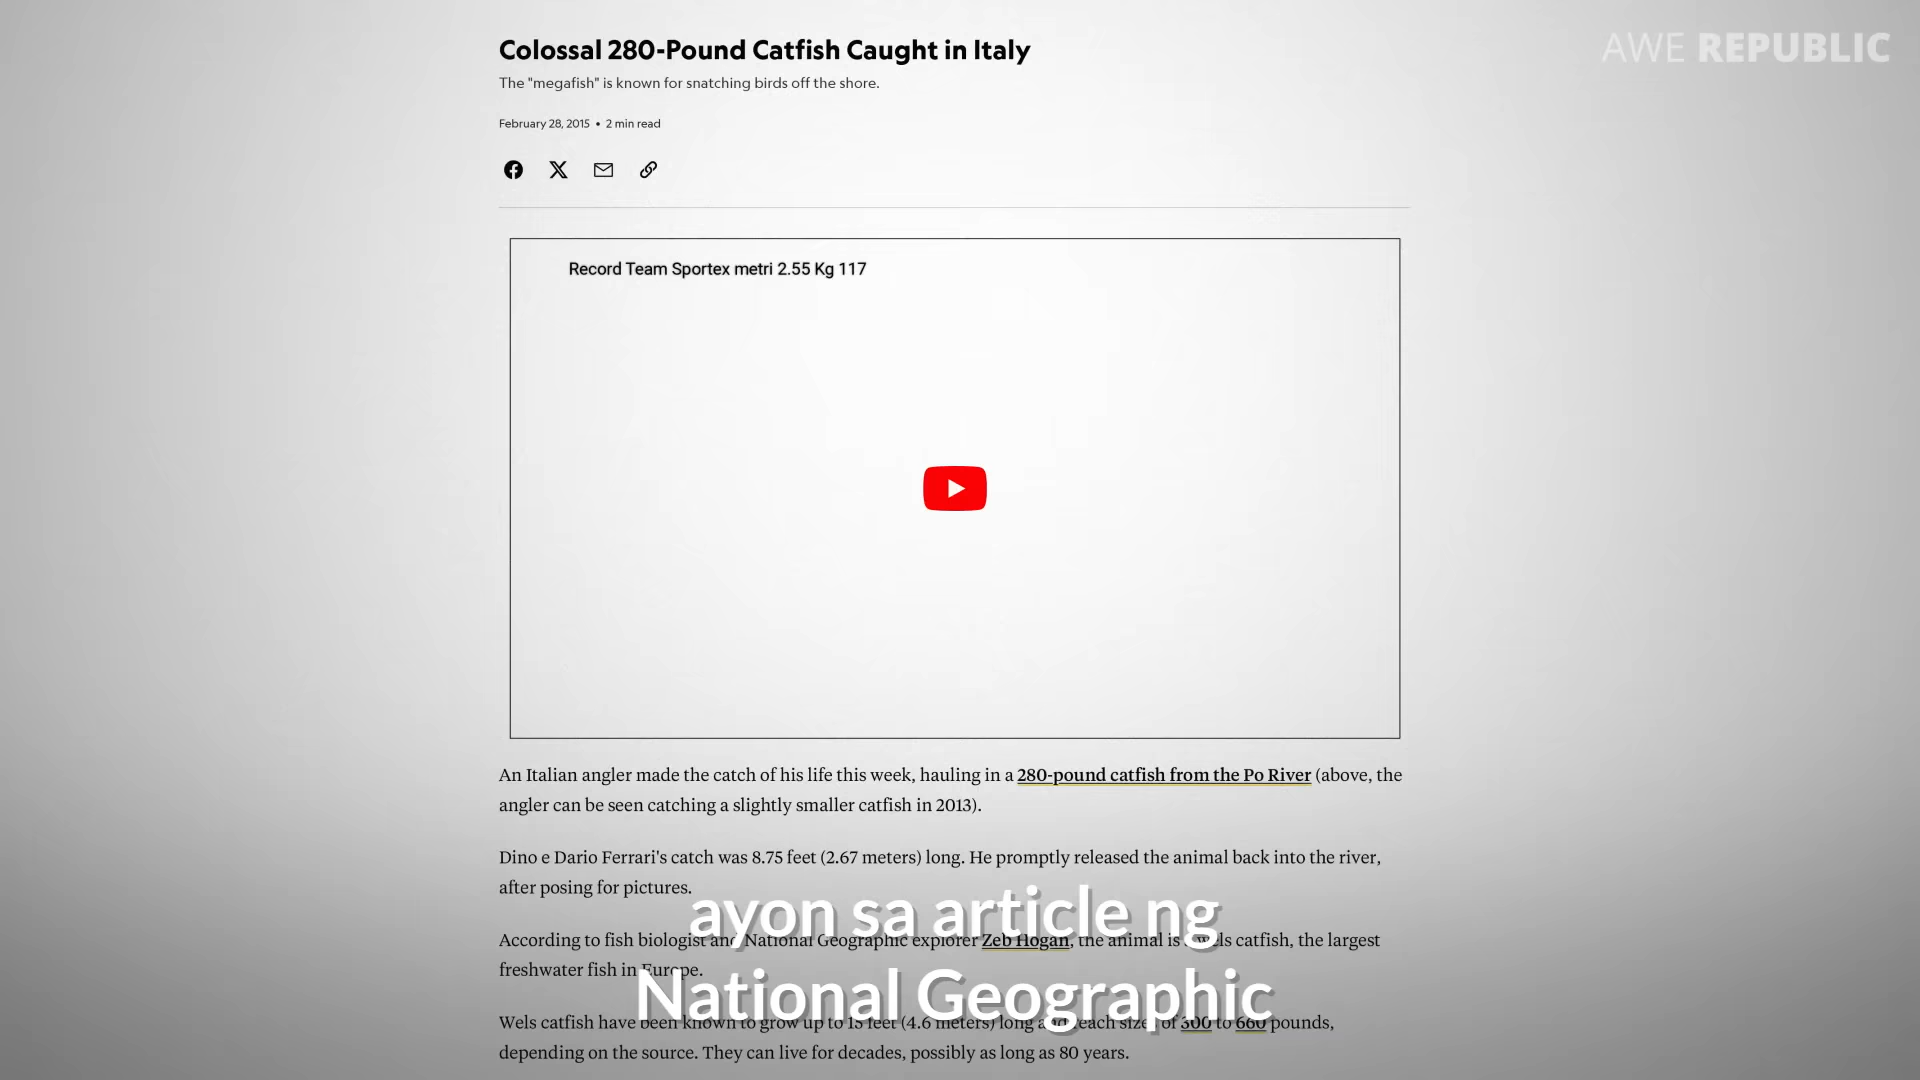 Colossal 280-Pound Catfish Caught in Italy
AWE REPUBLIC
The "megafish" is known for snatching birds off the shore.
February 28, 2015 • 2 min read
Record Team Sportex metri 2.55 Kg 117
An Italian angler made the catch of his life this week, hauling in a 280-pound catfish from the Po River (above, the
angler can be seen catching a slightly smaller catfish in 2013).
Dino e Dario Ferrari's catch was 8.75 feet (2.67 meters) long. He promptly released the animal back into the river,
after posing for pictures.
According to fish biologist and National Geographic explorer Zeb Hogan, the animal is a wels catfish, the largest
freshwater fish in Europe.
Wels catfish have been known to grow up to 15 feet (4.6 meters) long and reach sizes of 300 to 660 pounds,
depending on the source. They can live for decades, possibly as long as 80 years.
ayon sa article ng
National Geographic